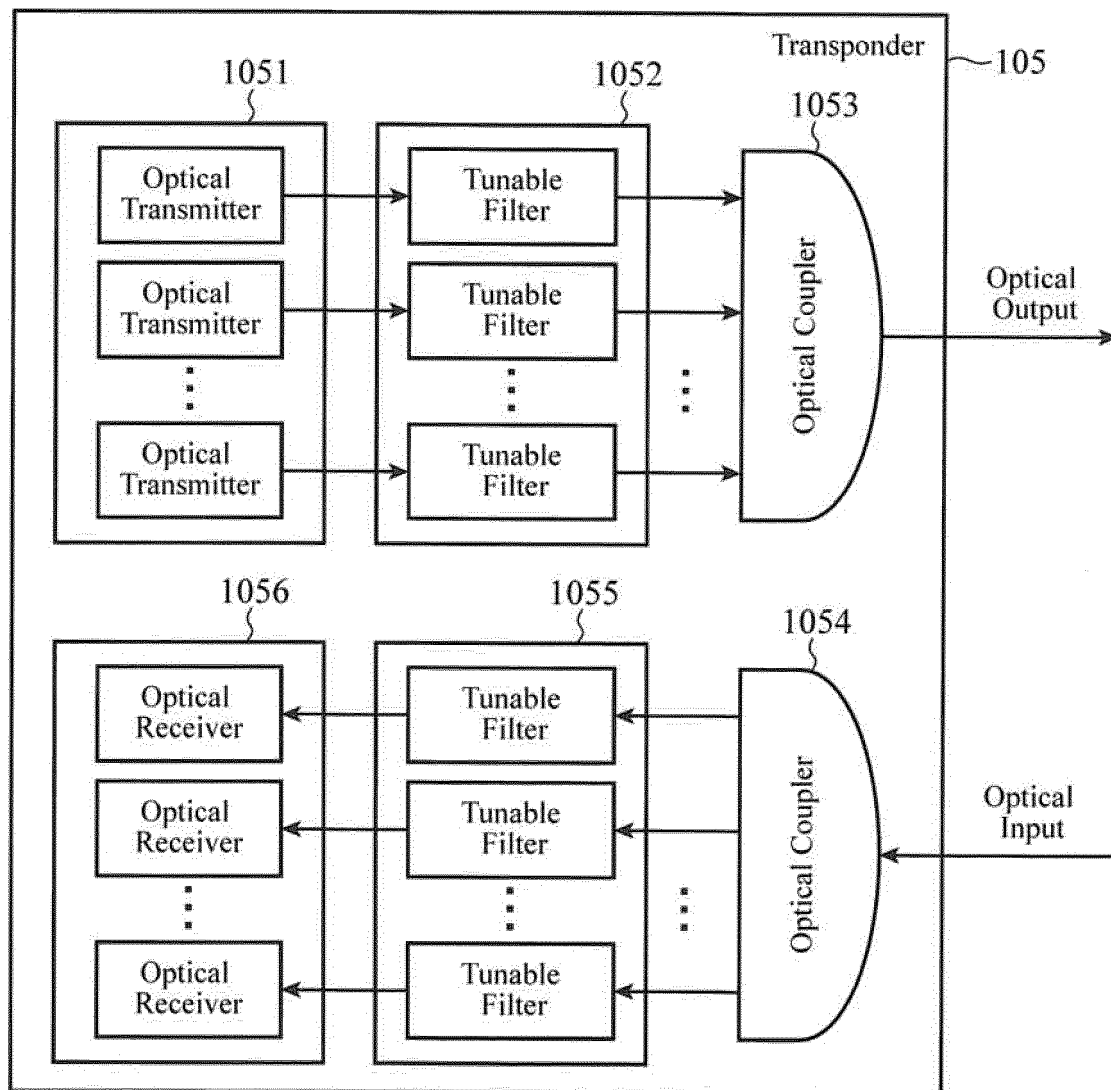 Transponder
105
1051
1052
1053
Optical
Transmitter
Tunable
Filter
Optical
Transmitter
Tunable
Filter
Optical
Transmitter
Tunable
Filter
Optical Coupler
Optical
Output
1056
1055
1054
Optical
Receiver
Tunable
Filter
Optical
Receiver
Tunable
Filter
Optical
Receiver
Tunable
Filter
Optical Coupler
Optical
Input